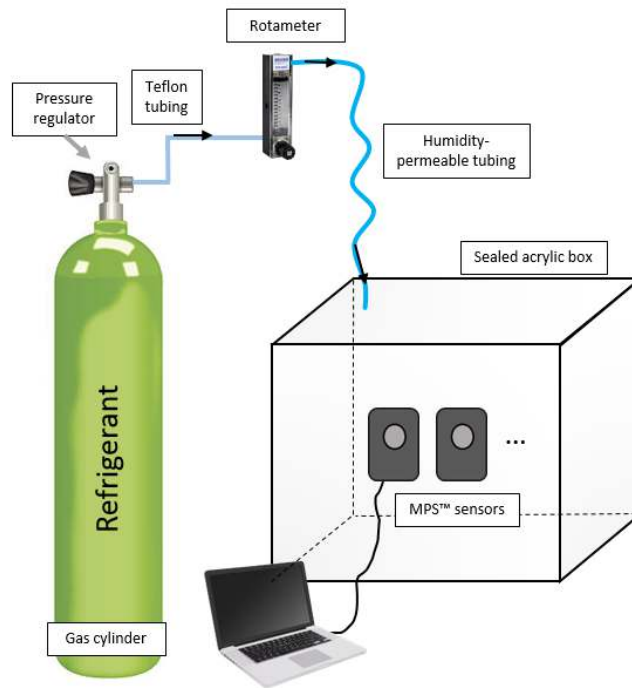 Rotameter
Teflon
tubing
Pressure
regulator
Humidity-
permeable tubing
Sealed acrylic box
Refrigerant
...
MPS™ sensors
Gas cylinder